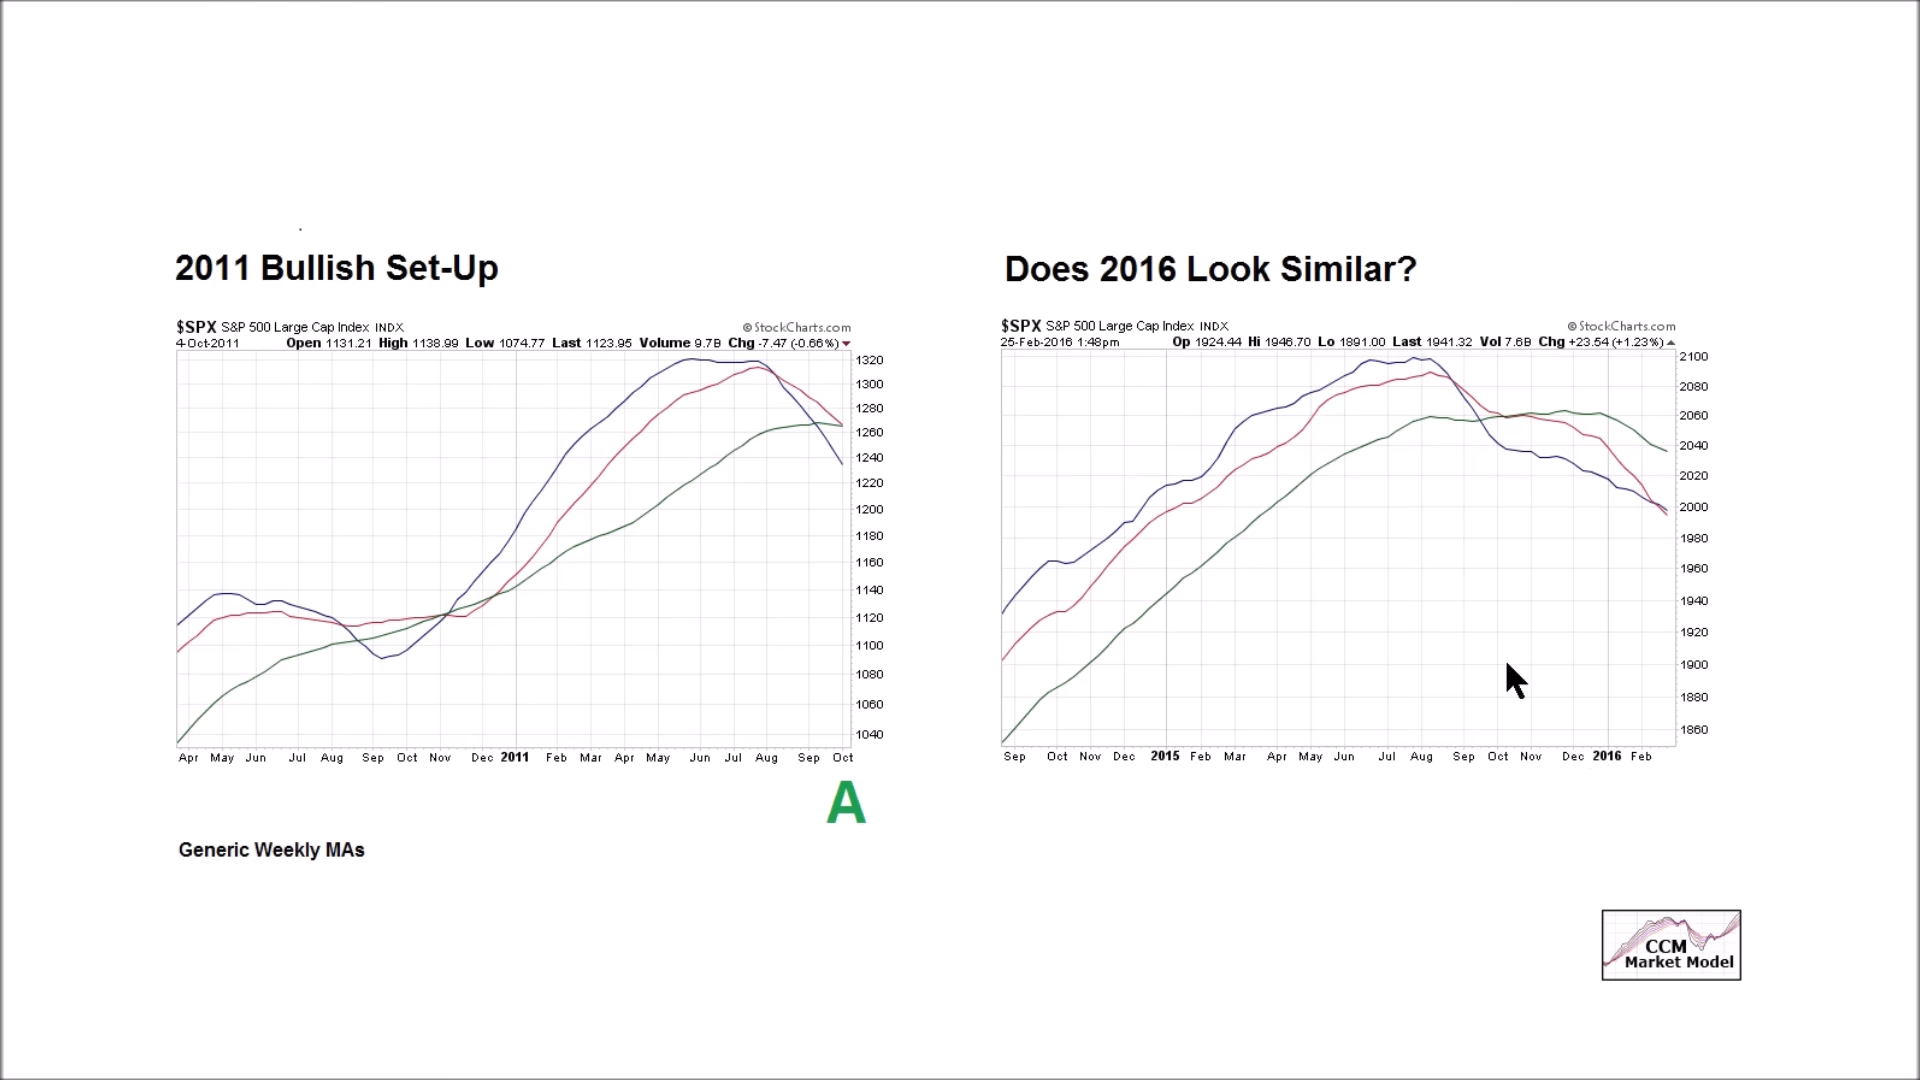 2011 Bullish Set-Up
$SPX S&P 500 Large Cap Index INDX © StockCharts.com
4-Oct-2011 Open 1131.21 High 1138.99 Low 1074.77 Last 1123.95 Volume 9.7B Chg -7.47 (-0.66%)
1320
1300
1280
1260
1240
1220
1200
1180
1160
1140
1120
1100
1080
1060
1040
Apr May Jun Jul Aug Sep Oct Nov Dec 2011 Feb Mar Apr May Jun Jul Aug Sep Oct
A
Generic Weekly MAs
Does 2016 Look Similar?
$SPX S&P 500 Large Cap Index INDX © StockCharts.com
25-Feb-2016 1:48pm Op 1924.44 Hi 1946.70 Lo 1891.00 Last 1941.32 Vol 7.6B Chg +23.54 (+1.23%)
2100
2080
2060
2040
2020
2000
1980
1960
1940
1920
1900
1880
1860
Sep Oct Nov Dec 2015 Feb Mar Apr May Jun Jul Aug Sep Oct Nov Dec 2016 Feb
CCM
Market Model